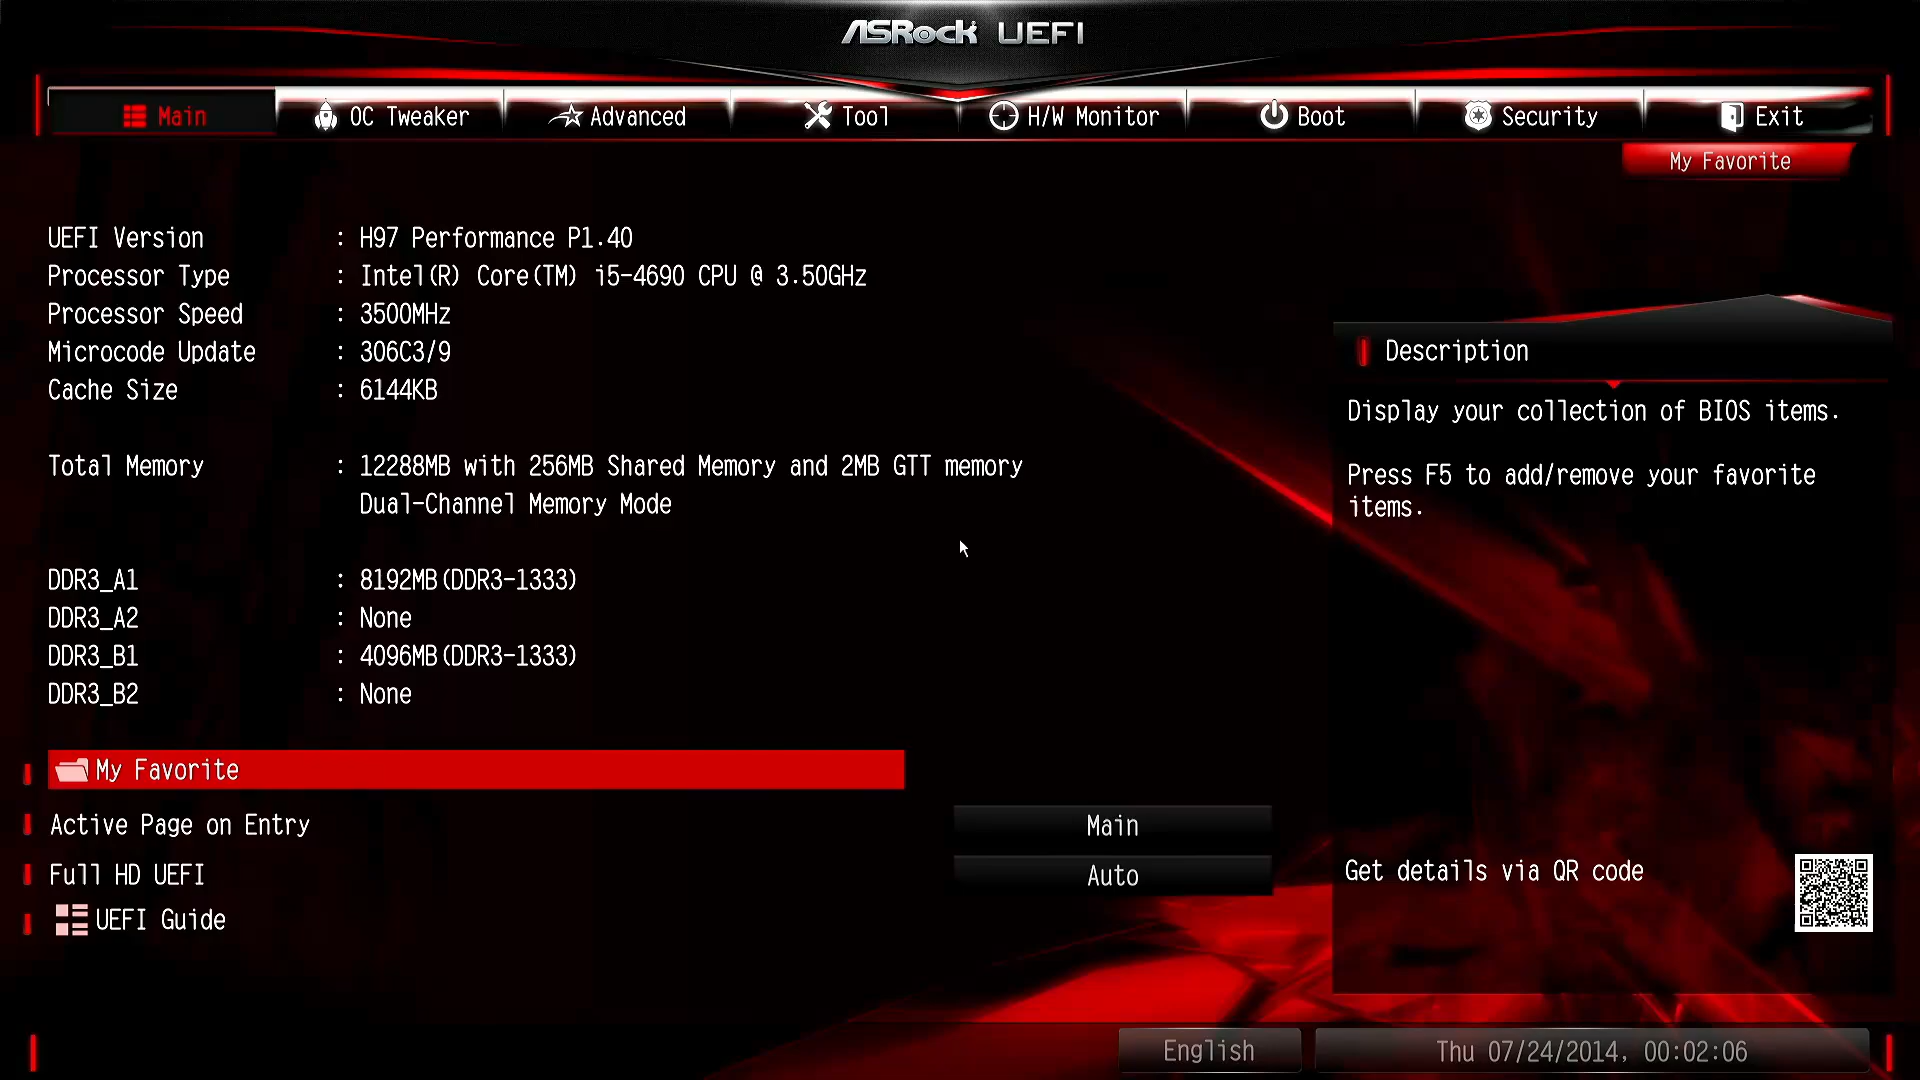 ASRock UEFI
Main
OC Tweaker
Advanced
Tool
H/W Monitor
Boot
Security
Exit
My Favorite
UEFI Version : H97 Performance P1.40
Processor Type : Intel(R) Core(TM) i5-4690 CPU @ 3.50GHz
Processor Speed : 3500MHz
Microcode Update : 306C3/9
Cache Size : 6144KB
Total Memory : 12288MB with 256MB Shared Memory and 2MB GTT memory
Dual-Channel Memory Mode
DDR3_A1 : 8192MB(DDR3-1333)
DDR3_A2 : None
DDR3_B1 : 4096MB(DDR3-1333)
DDR3_B2 : None
My Favorite
Active Page on Entry Main
Full HD UEFI Auto
UEFI Guide
Description
Display your collection of BIOS items.
Press F5 to add/remove your favorite
items.
Get details via QR code
English
Thu 07/24/2014, 00:02:06